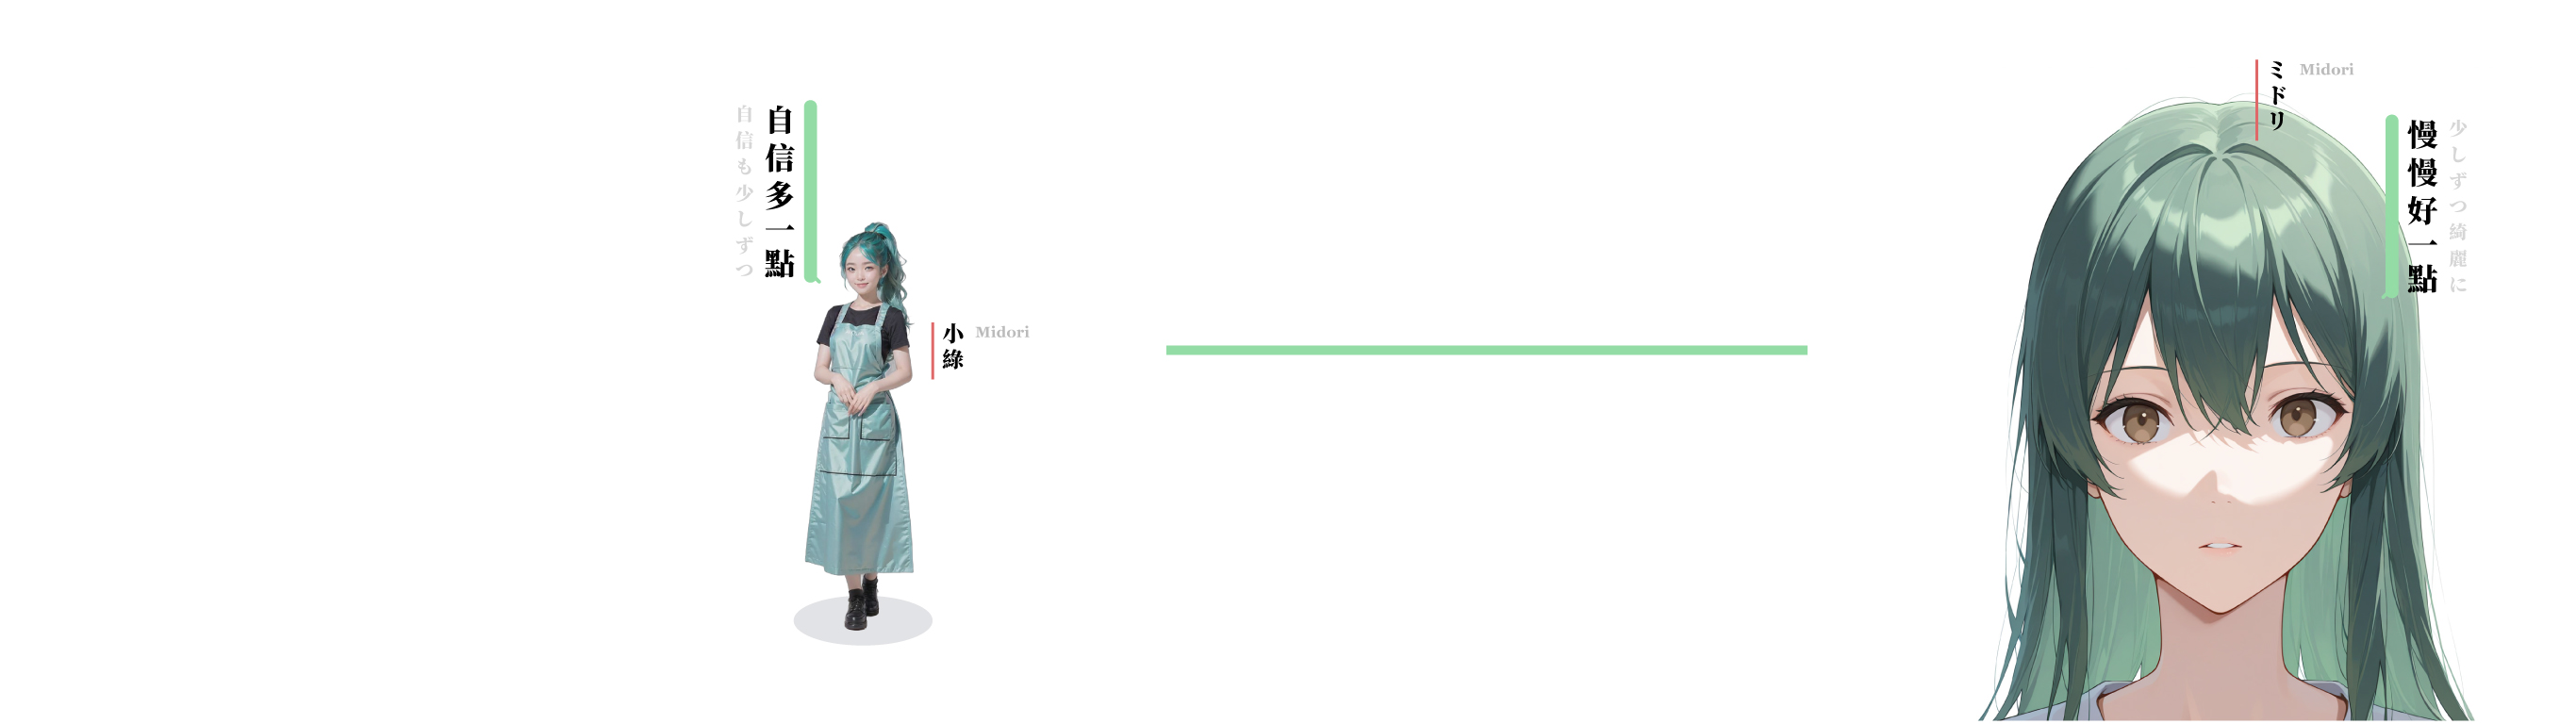 自信多一點
自信も少しずつ
小綠
Midori
ミドリ
Midori
少しずつ綺麗に
慢慢好一點